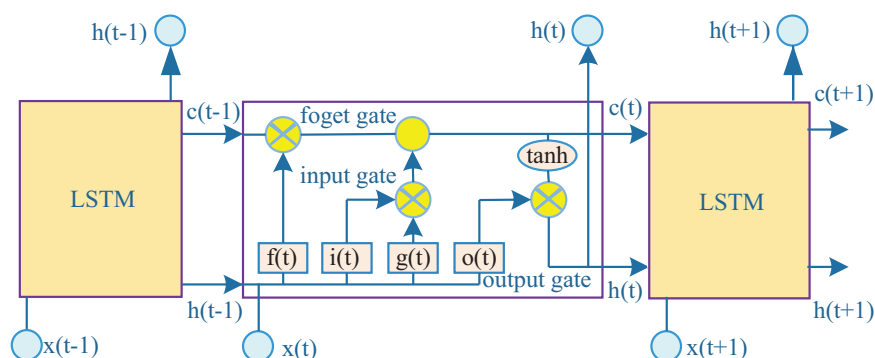 h(t-1)
h(t)
h(t+1)
c(t-1)
foget gate
c(t)
c(t+1)
tanh
input gate
LSTM
LSTM
f(t)
i(t)
g(t)
o(t)
output gate
h(t-1)
h(t)
h(t+1)
x(t-1)
x(t)
x(t+1)